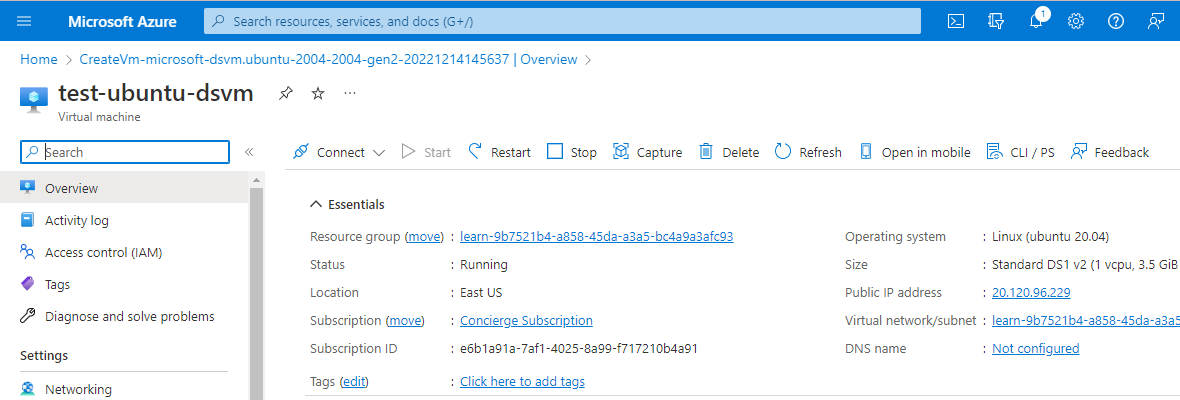 Microsoft Azure
Search resources, services, and docs (G+/)
1
Home > CreateVm-microsoft-dsvm.ubuntu-2004-2004-gen2-20221214145637 | Overview >
test-ubuntu-dsvm
Virtual machine
Search
Connect Start Restart Stop Capture Delete Refresh Open in mobile CLI / PS Feedback
Overview
Activity log
Access control (IAM)
Tags
Diagnose and solve problems
Settings
Networking
Essentials
Resource group (move) : learn-9b7521b4-a858-45da-a3a5-bc4a9a3afc93
Status : Running
Location : East US
Subscription (move) : Concierge Subscription
Subscription ID : e6b1a91a-7af1-4025-8a99-f717210b4a91
Tags (edit) : Click here to add tags
Operating system : Linux (ubuntu 20.04)
Size : Standard DS1 v2 (1 vcpu, 3.5 GiB
Public IP address : 20.120.96.229
Virtual network/subnet : learn-9b7521b4-a858-45da-a3a5
DNS name : Not configured